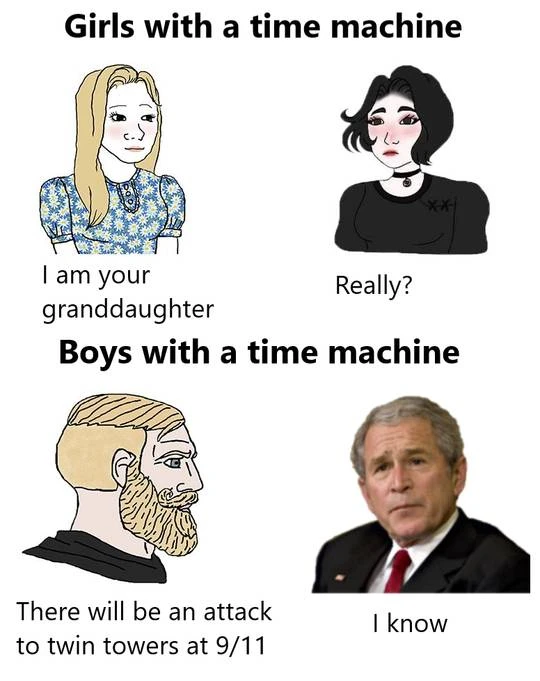 Girls with a time machine
I am your
granddaughter
Really?
Boys with a time machine
There will be an attack
to twin towers at 9/11
I know